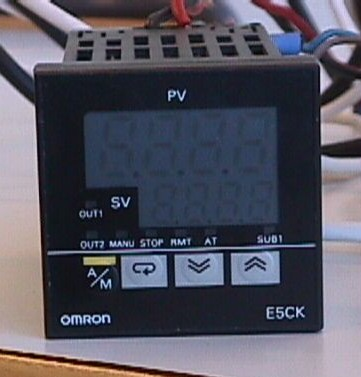 PV
SV
OUT1
OUT2 MANU STOP RMT AT SUB1
A/M
OMRON E5CK